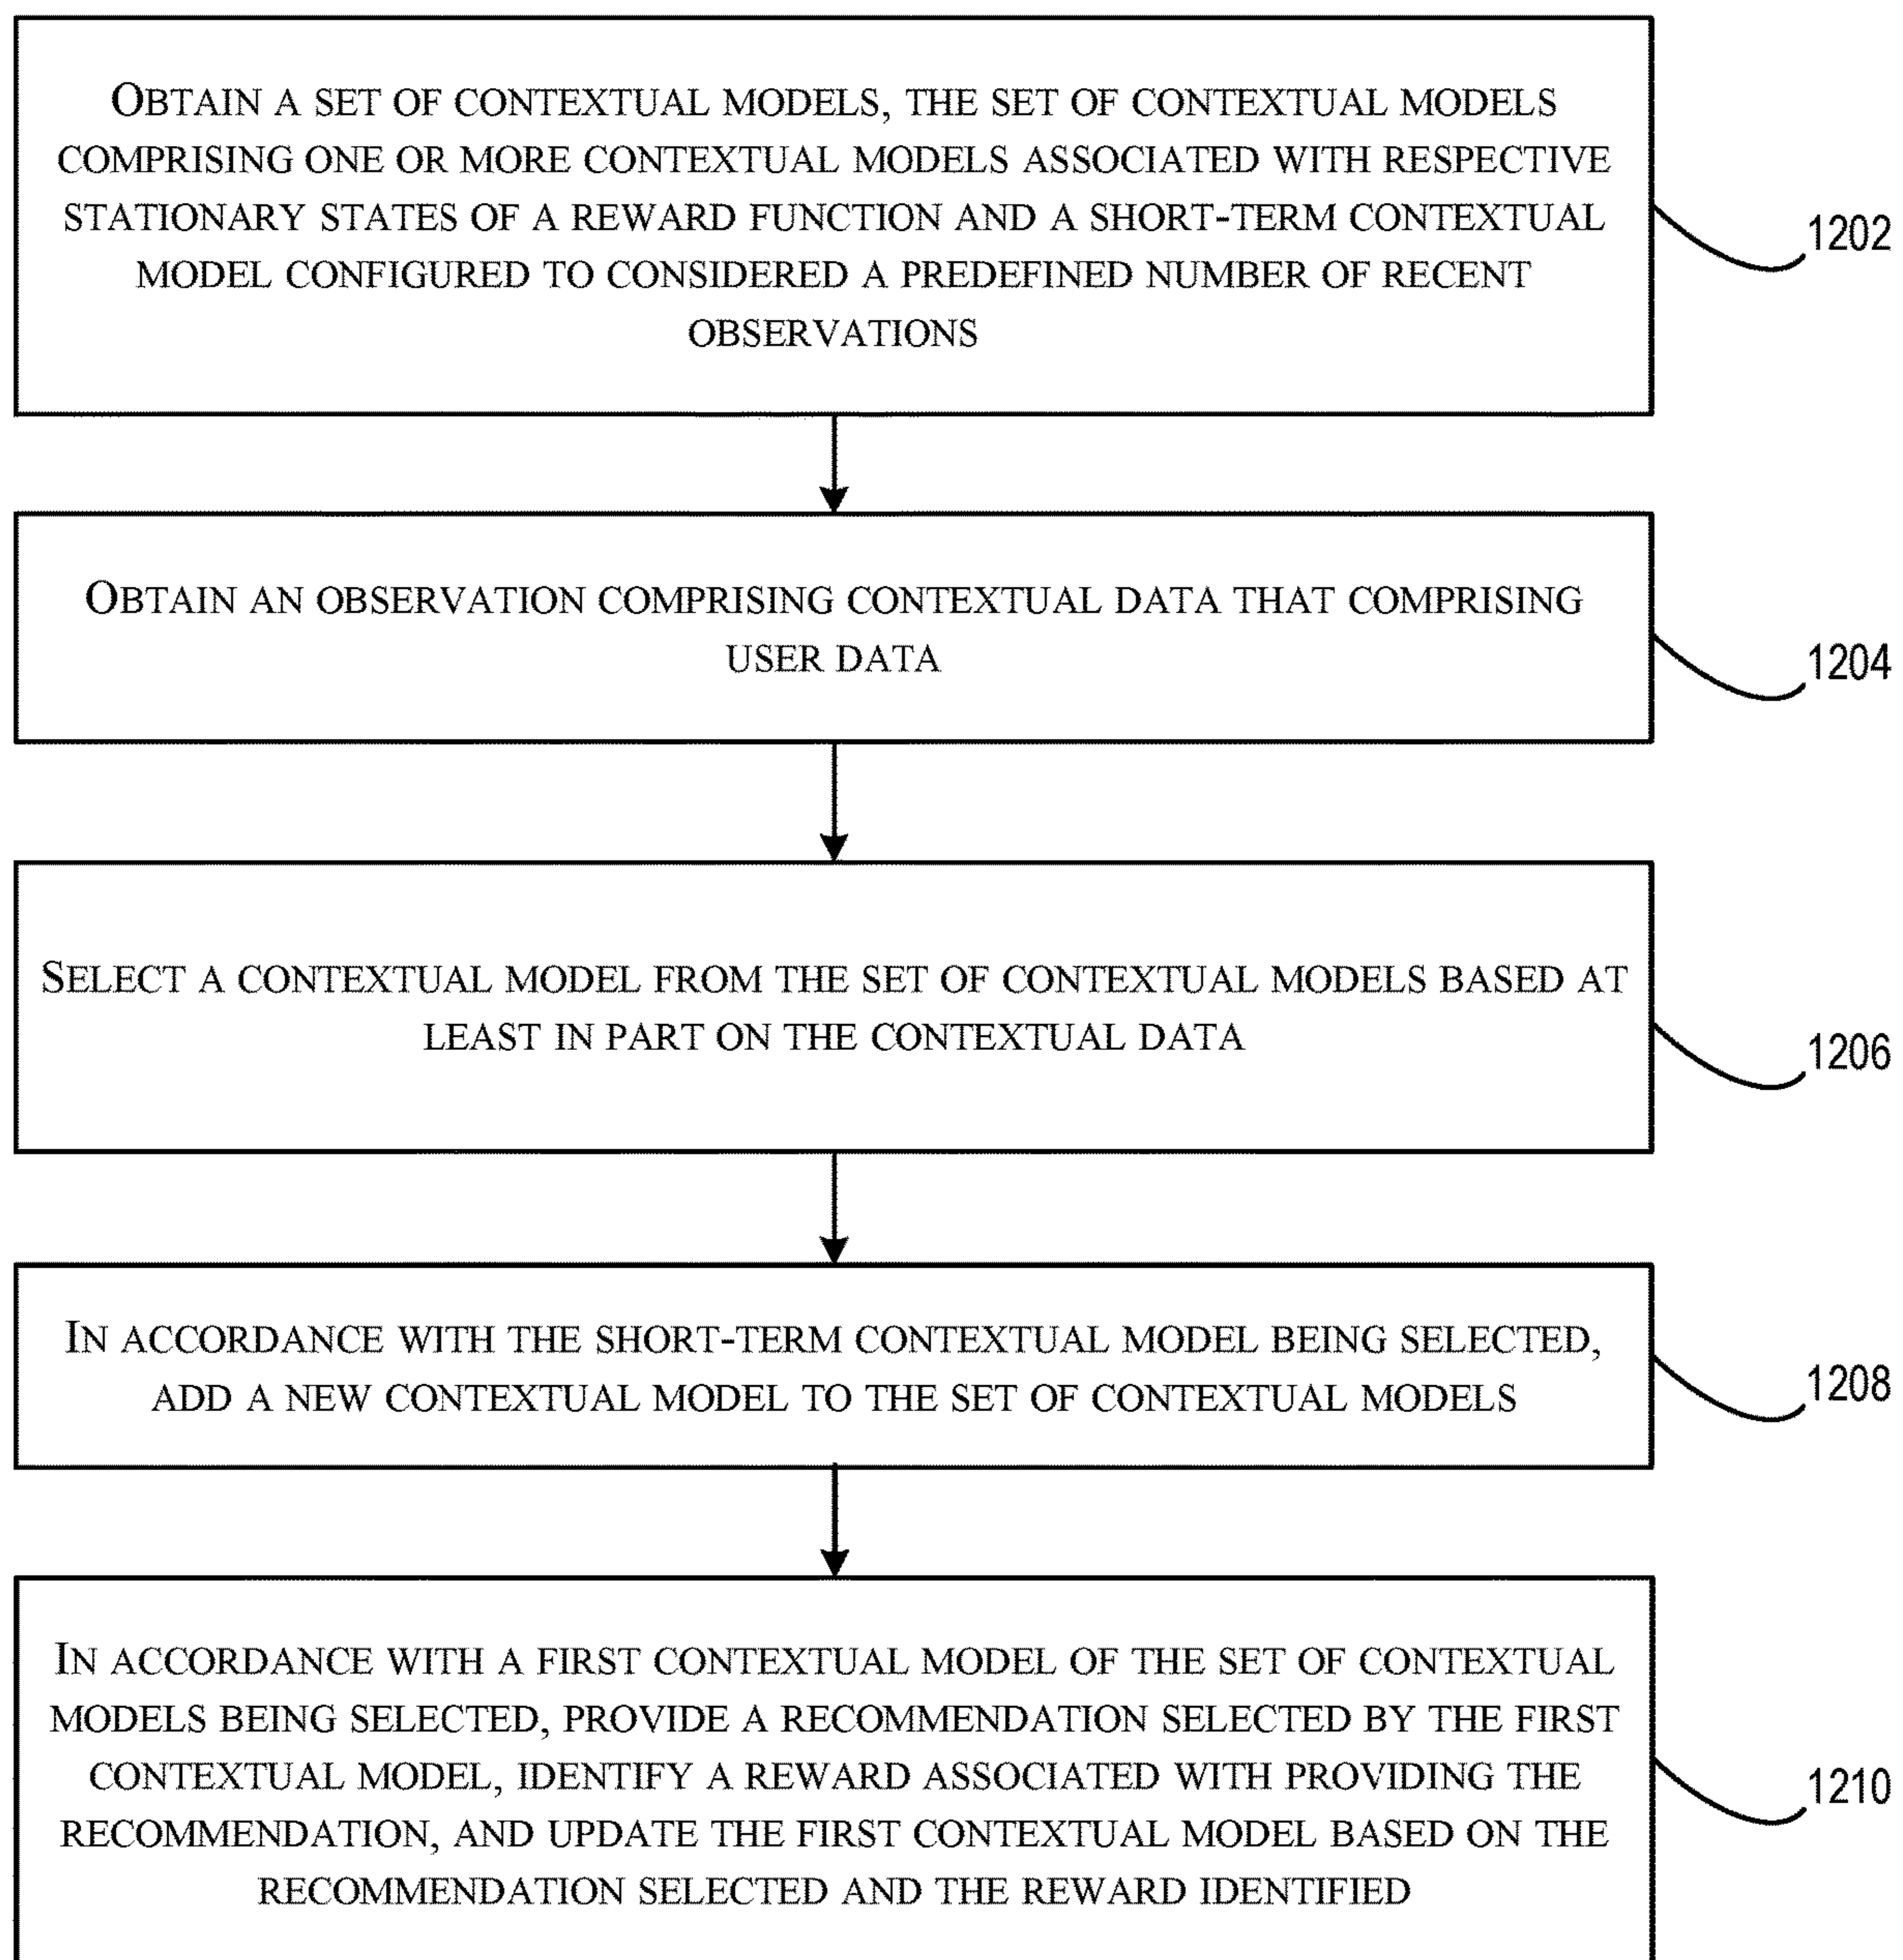 OBTAIN A SET OF CONTEXTUAL MODELS, THE SET OF CONTEXTUAL MODELS
COMPRISING ONE OR MORE CONTEXTUAL MODELS ASSOCIATED WITH RESPECTIVE
STATIONARY STATES OF A REWARD FUNCTION AND A SHORT-TERM CONTEXTUAL
MODEL CONFIGURED TO CONSIDERED A PREDEFINED NUMBER OF RECENT
OBSERVATIONS
1202
OBTAIN AN OBSERVATION COMPRISING CONTEXTUAL DATA THAT COMPRISING
USER DATA
1204
SELECT A CONTEXTUAL MODEL FROM THE SET OF CONTEXTUAL MODELS BASED AT
LEAST IN PART ON THE CONTEXTUAL DATA
1206
IN ACCORDANCE WITH THE SHORT-TERM CONTEXTUAL MODEL BEING SELECTED,
ADD A NEW CONTEXTUAL MODEL TO THE SET OF CONTEXTUAL MODELS
1208
IN ACCORDANCE WITH A FIRST CONTEXTUAL MODEL OF THE SET OF CONTEXTUAL
MODELS BEING SELECTED, PROVIDE A RECOMMENDATION SELECTED BY THE FIRST
CONTEXTUAL MODEL, IDENTIFY A REWARD ASSOCIATED WITH PROVIDING THE
RECOMMENDATION, AND UPDATE THE FIRST CONTEXTUAL MODEL BASED ON THE
RECOMMENDATION SELECTED AND THE REWARD IDENTIFIED
1210